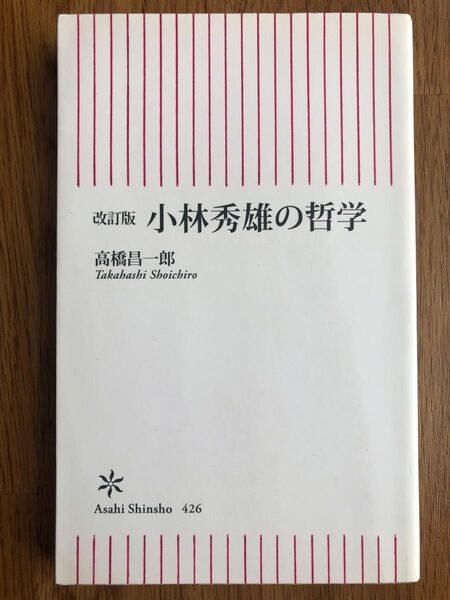 改訂版 小林秀雄の哲学
高橋昌一郎
Takahashi Shoichiro
Asahi Shinsho 426